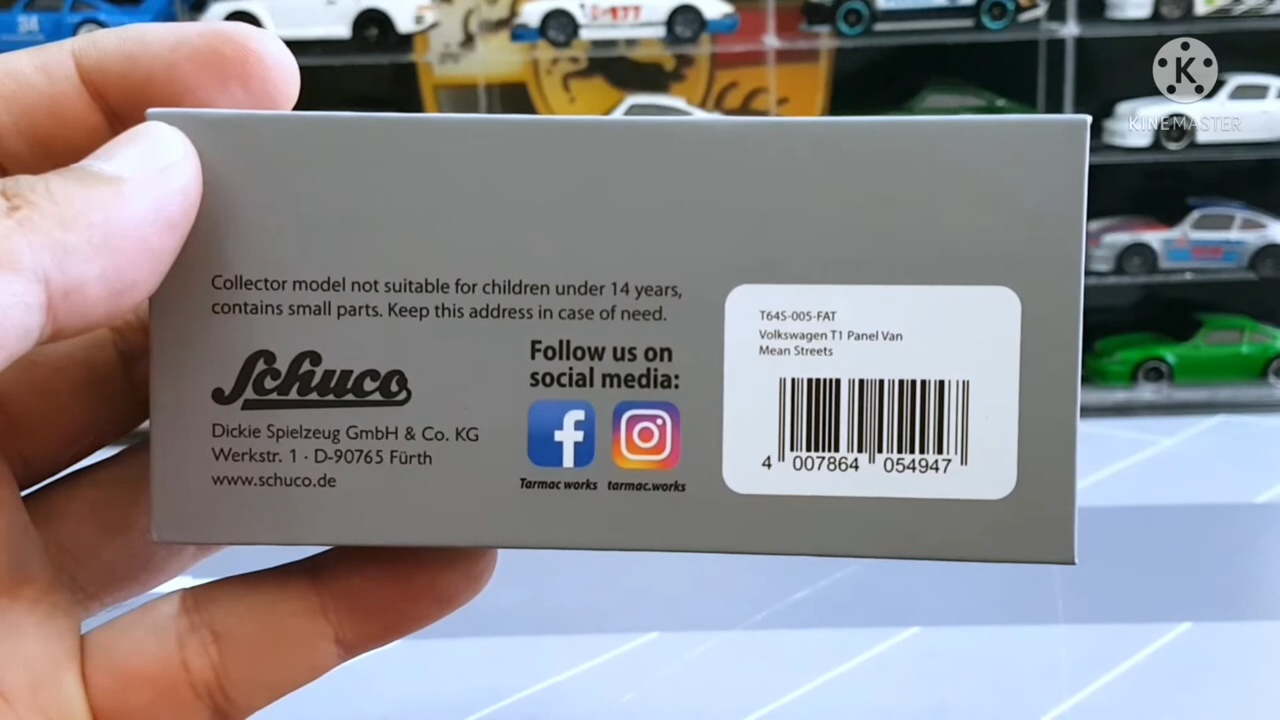 KINEMASTER
Collector model not suitable for children under 14 years,
contains small parts. Keep this address in case of need.
Schuco
Dickie Spielzeug GmbH & Co. KG
Werkstr. 1 · D-90765 Fürth
www.schuco.de
Follow us on
social media:
Tarmac works tarmac.works
T64S-005-FAT
Volkswagen T1 Panel Van
Mean Streets
4 007864 054947